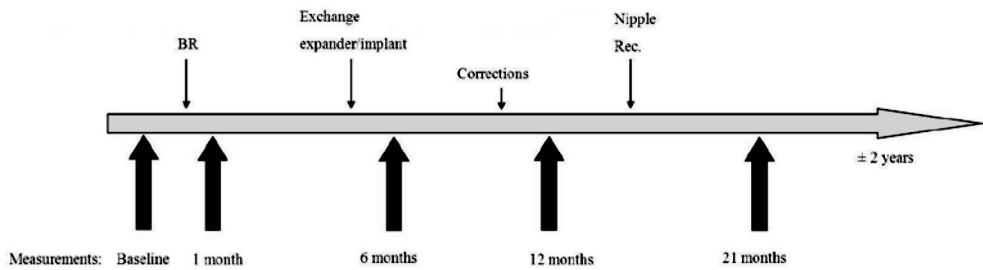 Exchange
expander/implant
BR
Corrections
Nipple
Rec.
± 2 years
Measurements: Baseline 1 month 6 months 12 months 21 months